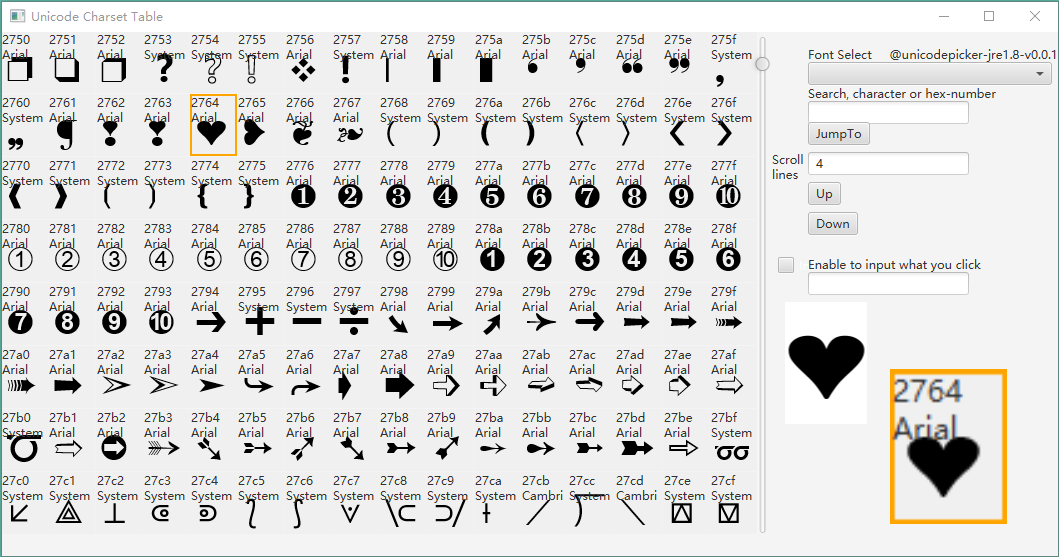 Unicode Charset Table
2750 2751 2752 2753 2754 2755 2756 2757 2758 2759 275a 275b 275c 275d 275e 275f
Arial Arial Arial System System System Arial System Arial Arial Arial Arial Arial Arial Arial System
❐ ❑ ❒ ❓ ❔ ❕ ❖ ❗ ❘ ❙ ❚ ❛ ❜ ❝ ❞ ❟
2760 2761 2762 2763 2764 2765 2766 2767 2768 2769 276a 276b 276c 276d 276e 276f
System Arial Arial Arial Arial Arial Arial Arial System System System System System System System System
❠ ❡ ❢ ❣ ❤ ❥ ❦ ❧ ❨ ❩ ❪ ❫ ❬ ❭ ❮ ❯
2770 2771 2772 2773 2774 2775 2776 2777 2778 2779 277a 277b 277c 277d 277e 277f
System System System System System System Arial Arial Arial Arial Arial Arial Arial Arial Arial Arial
❰ ❱ ❲ ❳ ❴ ❵ ❶ ❷ ❸ ❹ ❺ ❻ ❼ ❽ ❾ ❿
2780 2781 2782 2783 2784 2785 2786 2787 2788 2789 278a 278b 278c 278d 278e 278f
Arial Arial Arial Arial Arial Arial Arial Arial Arial Arial Arial Arial Arial Arial Arial Arial
➀ ➁ ➂ ➃ ➄ ➅ ➆ ➇ ➈ ➉ ➊ ➋ ➌ ➍ ➎ ➏
2790 2791 2792 2793 2794 2795 2796 2797 2798 2799 279a 279b 279c 279d 279e 279f
Arial Arial Arial Arial Arial System System System Arial Arial Arial Arial Arial Arial Arial Arial
➐ ➑ ➒ ➓ ➔ ➕ ➖ ➗ ➘ ➙ ➚ ➛ ➜ ➝ ➞ ➟
27a0 27a1 27a2 27a3 27a4 27a5 27a6 27a7 27a8 27a9 27aa 27ab 27ac 27ad 27ae 27af
Arial Arial Arial Arial Arial Arial Arial Arial Arial Arial Arial Arial Arial Arial Arial Arial
➠ ➡ ➢ ➣ ➤ ➥ ➦ ➧ ➨ ➩ ➪ ➫ ➬ ➭ ➮ ➯
27b0 27b1 27b2 27b3 27b4 27b5 27b6 27b7 27b8 27b9 27ba 27bb 27bc 27bd 27be 27bf
System Arial Arial Arial Arial Arial Arial Arial Arial Arial Arial Arial Arial Arial Arial System
➰ ➱ ➲ ➳ ➴ ➵ ➶ ➷ ➸ ➹ ➺ ➻ ➼ ➽ ➾ ➿
27c0 27c1 27c2 27c3 27c4 27c5 27c6 27c7 27c8 27c9 27ca 27cb 27cc 27cd 27ce 27cf
System System System System System System System System System System System Cambri System Cambri System System
⟀ ⟁ ⟂ ⟃ ⟄ ⟅ ⟆ ⟇ ⟈ ⟉ ⟊ ⟋ ⟌ ⟍ ⟎ ⟏
Font Select @unicodepicker-jre1.8-v0.0.1
Search, character or hex-number
JumpTo
Scroll lines 4
Up
Down
Enable to input what you click
❤
2764
Arial
❤